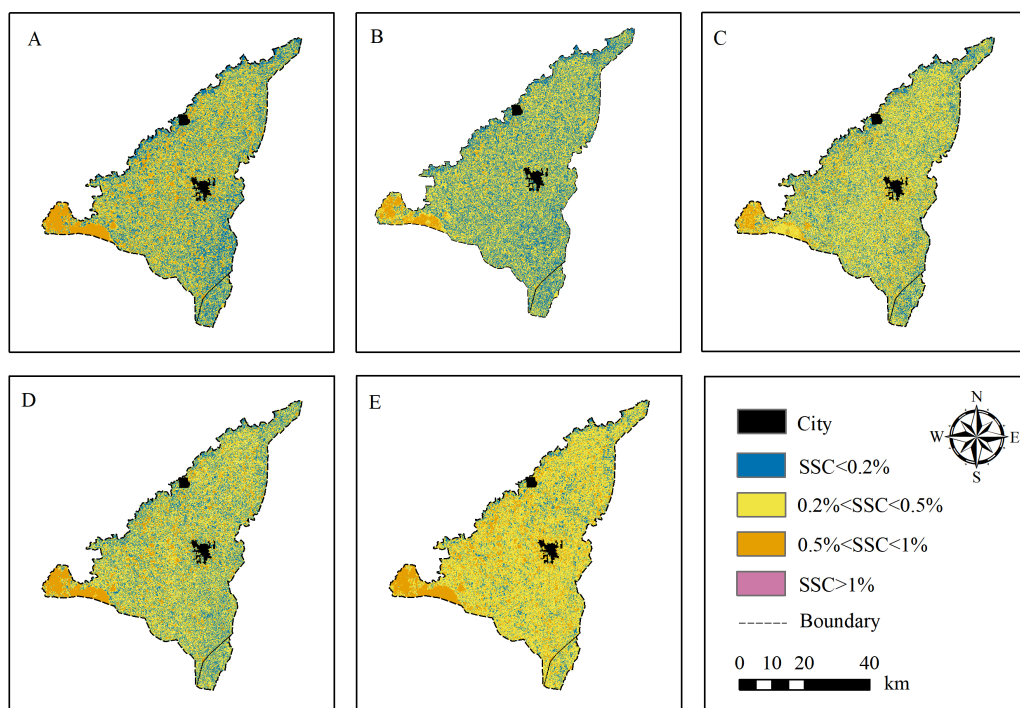 A
B
C
D
E
N
W E
S
City
SSC<0.2%
0.2%<SSC<0.5%
0.5%<SSC<1%
SSC>1%
Boundary
0 10 20 40
km